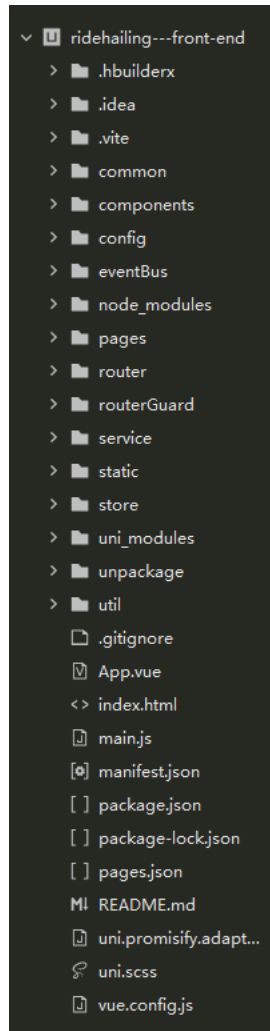 ridehailing---front-end
.hbuilderx
.idea
.vite
common
components
config
eventBus
node_modules
pages
router
routerGuard
service
static
store
uni_modules
unpackage
util
.gitignore
App.vue
index.html
main.js
manifest.json
package.json
package-lock.json
pages.json
README.md
uni.promisify.adapt...
uni.scss
vue.config.js